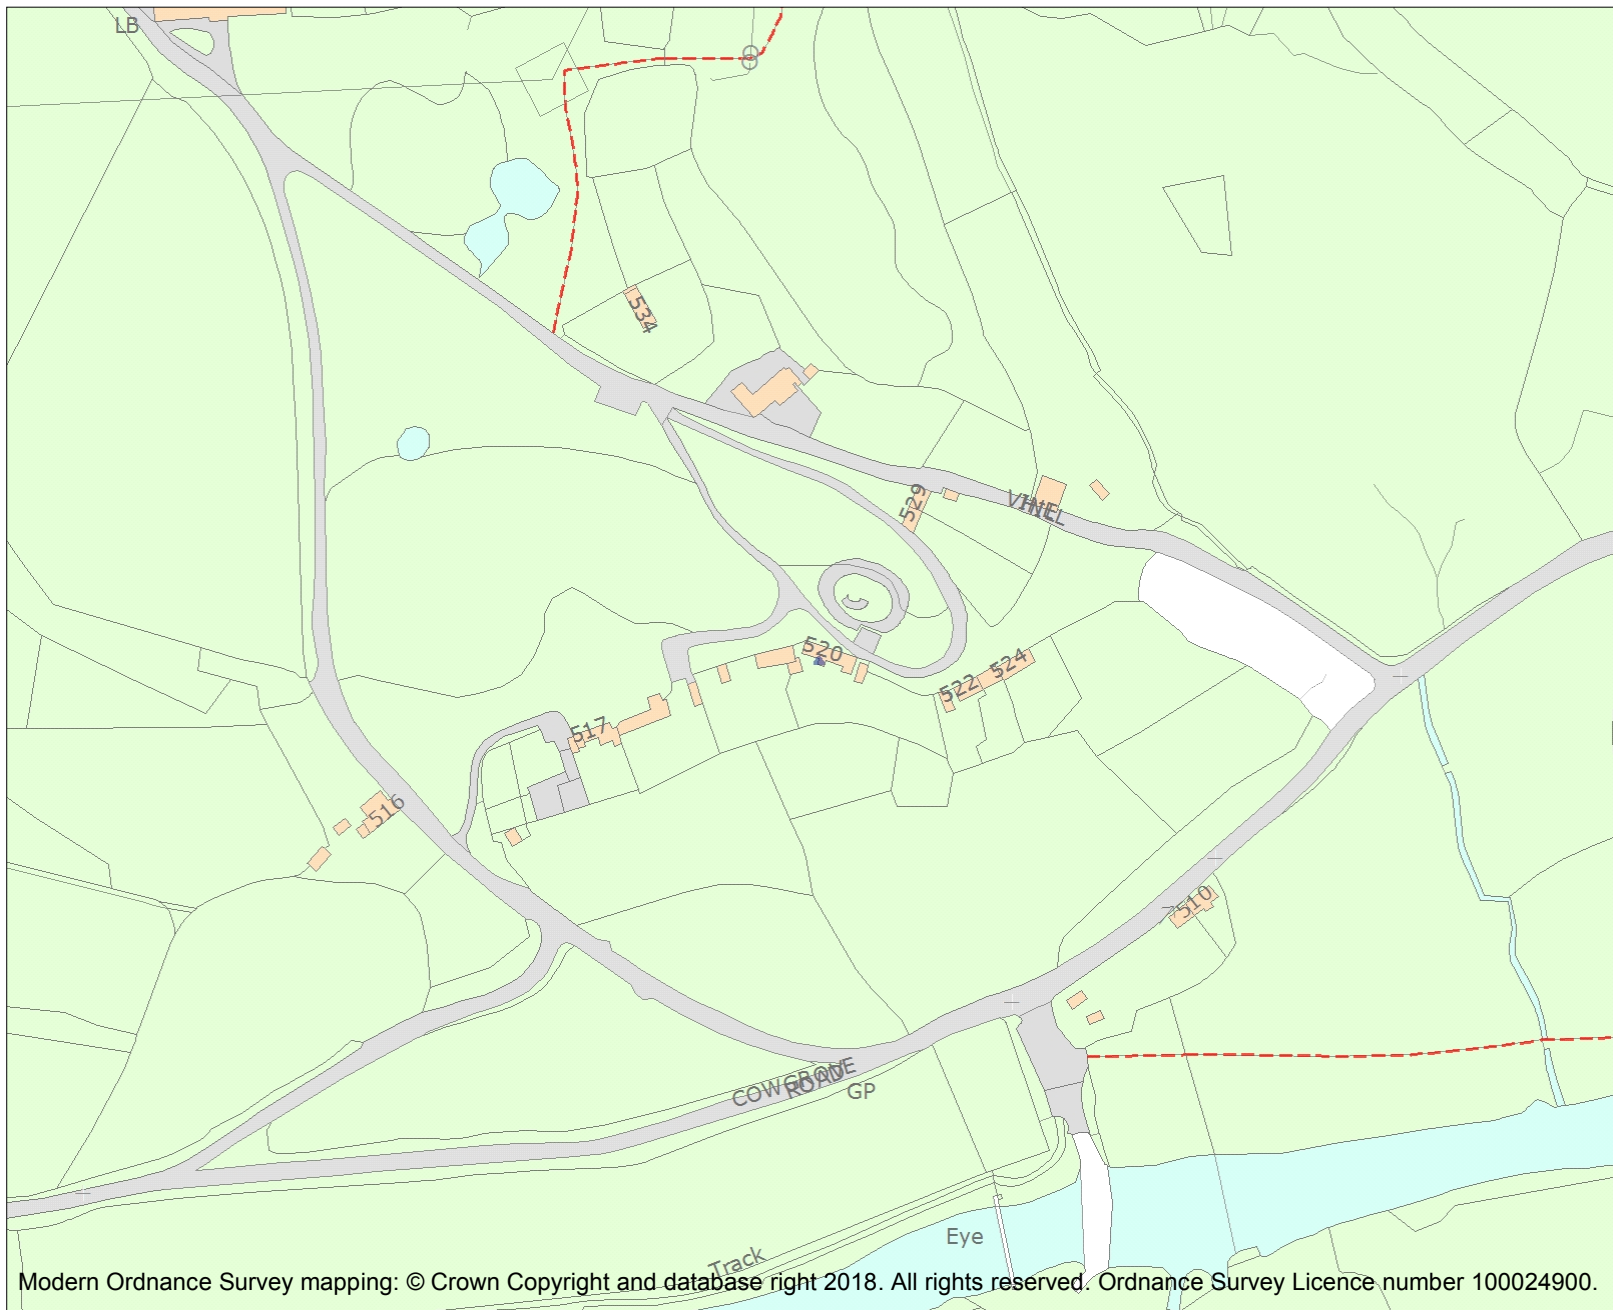 LB
534
529
VINE
HILL
520
524
522
517
516
510
COWGROVE
ROAD
GP
Eye
Track
Modern Ordnance Survey mapping: © Crown Copyright and database right 2018. All rights reserved. Ordnance Survey Licence number 100024900.